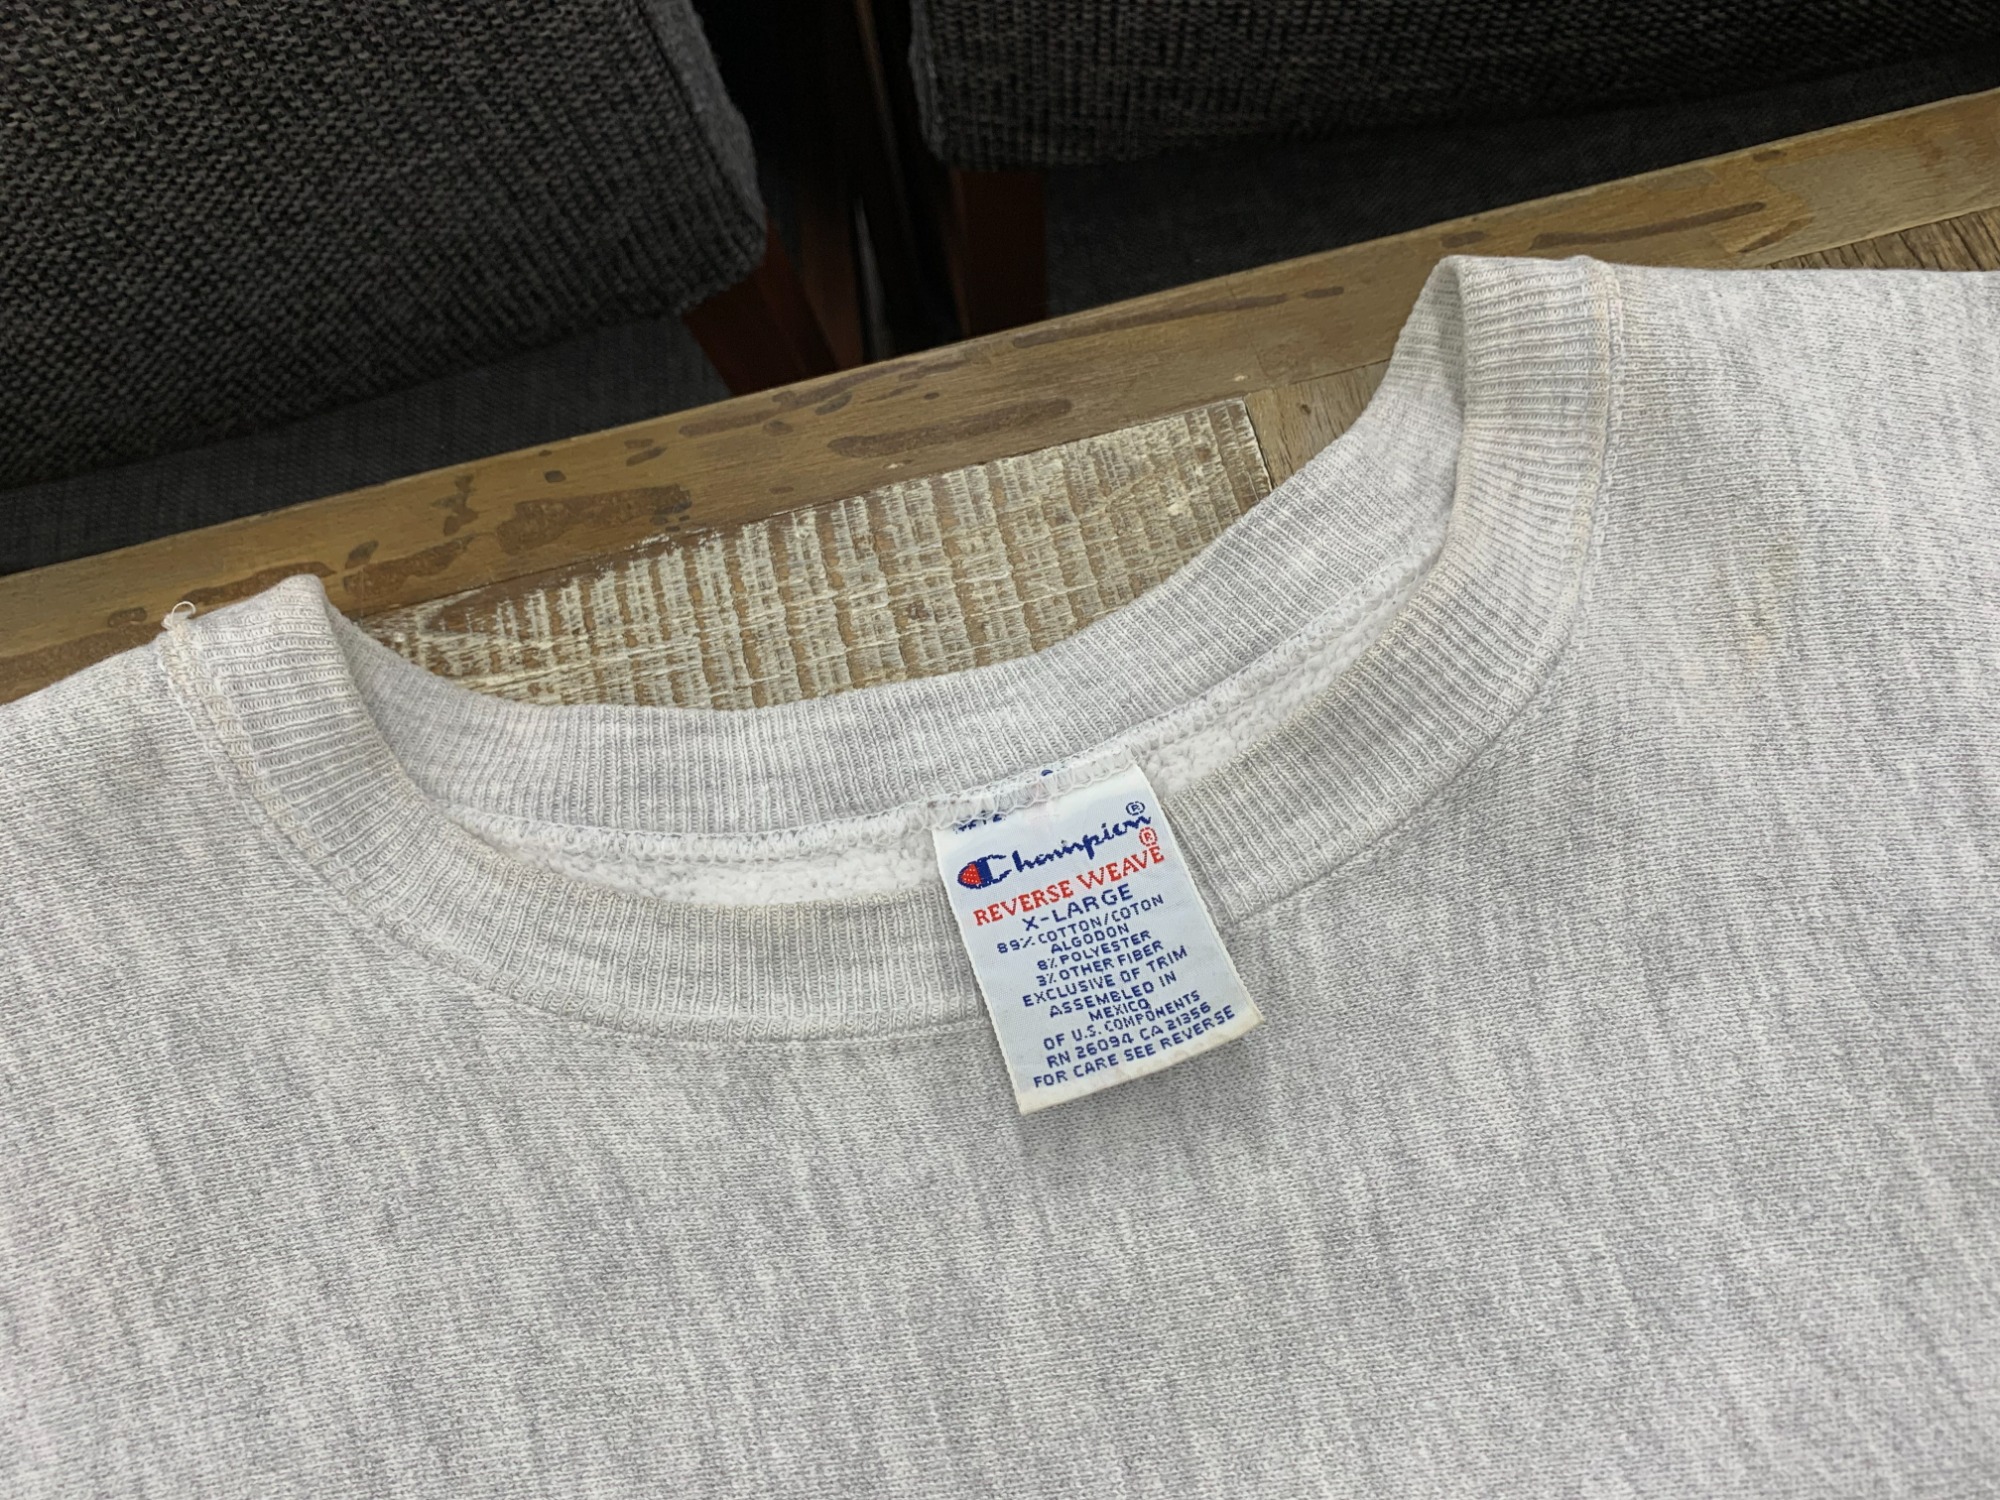 Champion®
REVERSE WEAVE®
X-LARGE
89% COTTON/COTON
ALGODON
8% POLYESTER
3% OTHER FIBER
EXCLUSIVE OF TRIM
ASSEMBLED IN
MEXICO
OF U.S. COMPONENTS
RN 26094 CA 21356
FOR CARE SEE REVERSE